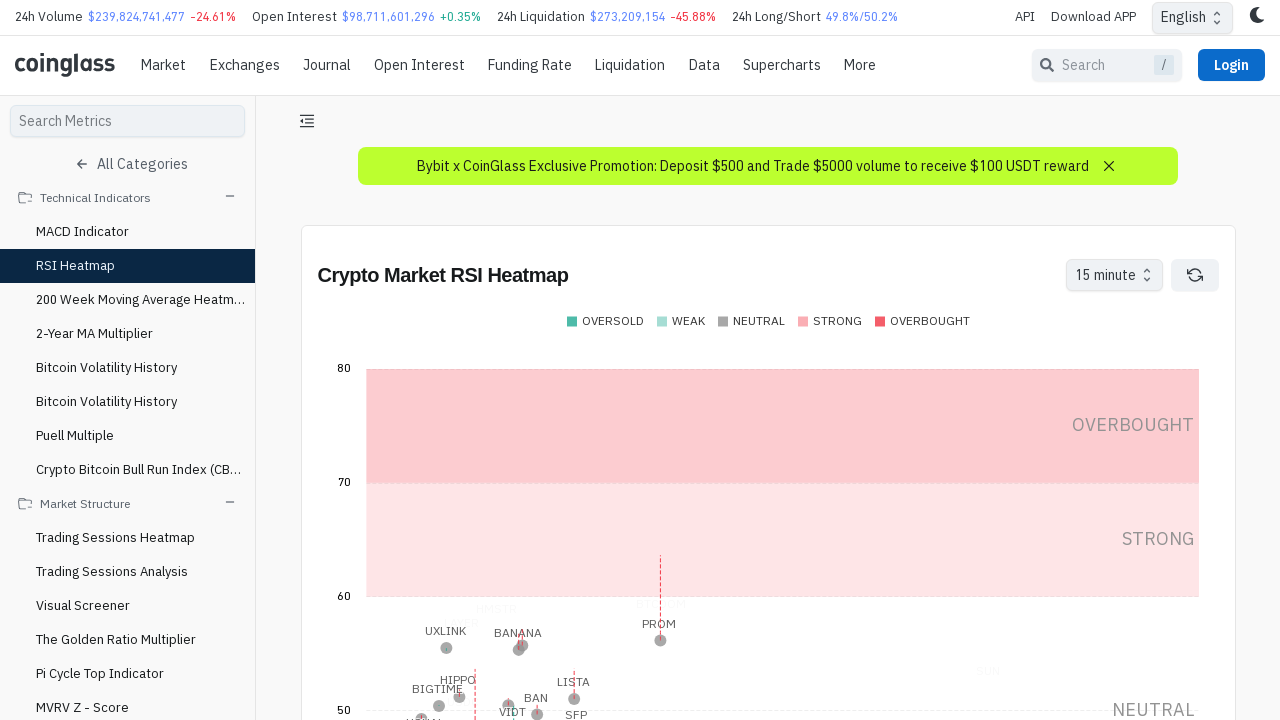 24h Volume $239,824,741,477 -24.61% Open Interest $98,711,601,296 +0.35% 24h Liquidation $273,209,154 -45.88% 24h Long/Short 49.8%/50.2% API Download APP English
coinglass Market Exchanges Journal Open Interest Funding Rate Liquidation Data Supercharts More Search / Login
Search Metrics
All Categories
Technical Indicators
MACD Indicator
RSI Heatmap
200 Week Moving Average Heatm...
2-Year MA Multiplier
Bitcoin Volatility History
Bitcoin Volatility History
Puell Multiple
Crypto Bitcoin Bull Run Index (CB...
Market Structure
Trading Sessions Heatmap
Trading Sessions Analysis
Visual Screener
The Golden Ratio Multiplier
Pi Cycle Top Indicator
MVRV Z - Score
Bybit x CoinGlass Exclusive Promotion: Deposit $500 and Trade $5000 volume to receive $100 USDT reward
Crypto Market RSI Heatmap
15 minute
OVERSOLD WEAK NEUTRAL STRONG OVERBOUGHT
80
OVERBOUGHT
70
STRONG
60
PROM
UXLINK BANANA
HIPPO
LISTA
BIGTIME
BAN
50
VIDT
SFP
NEUTRAL